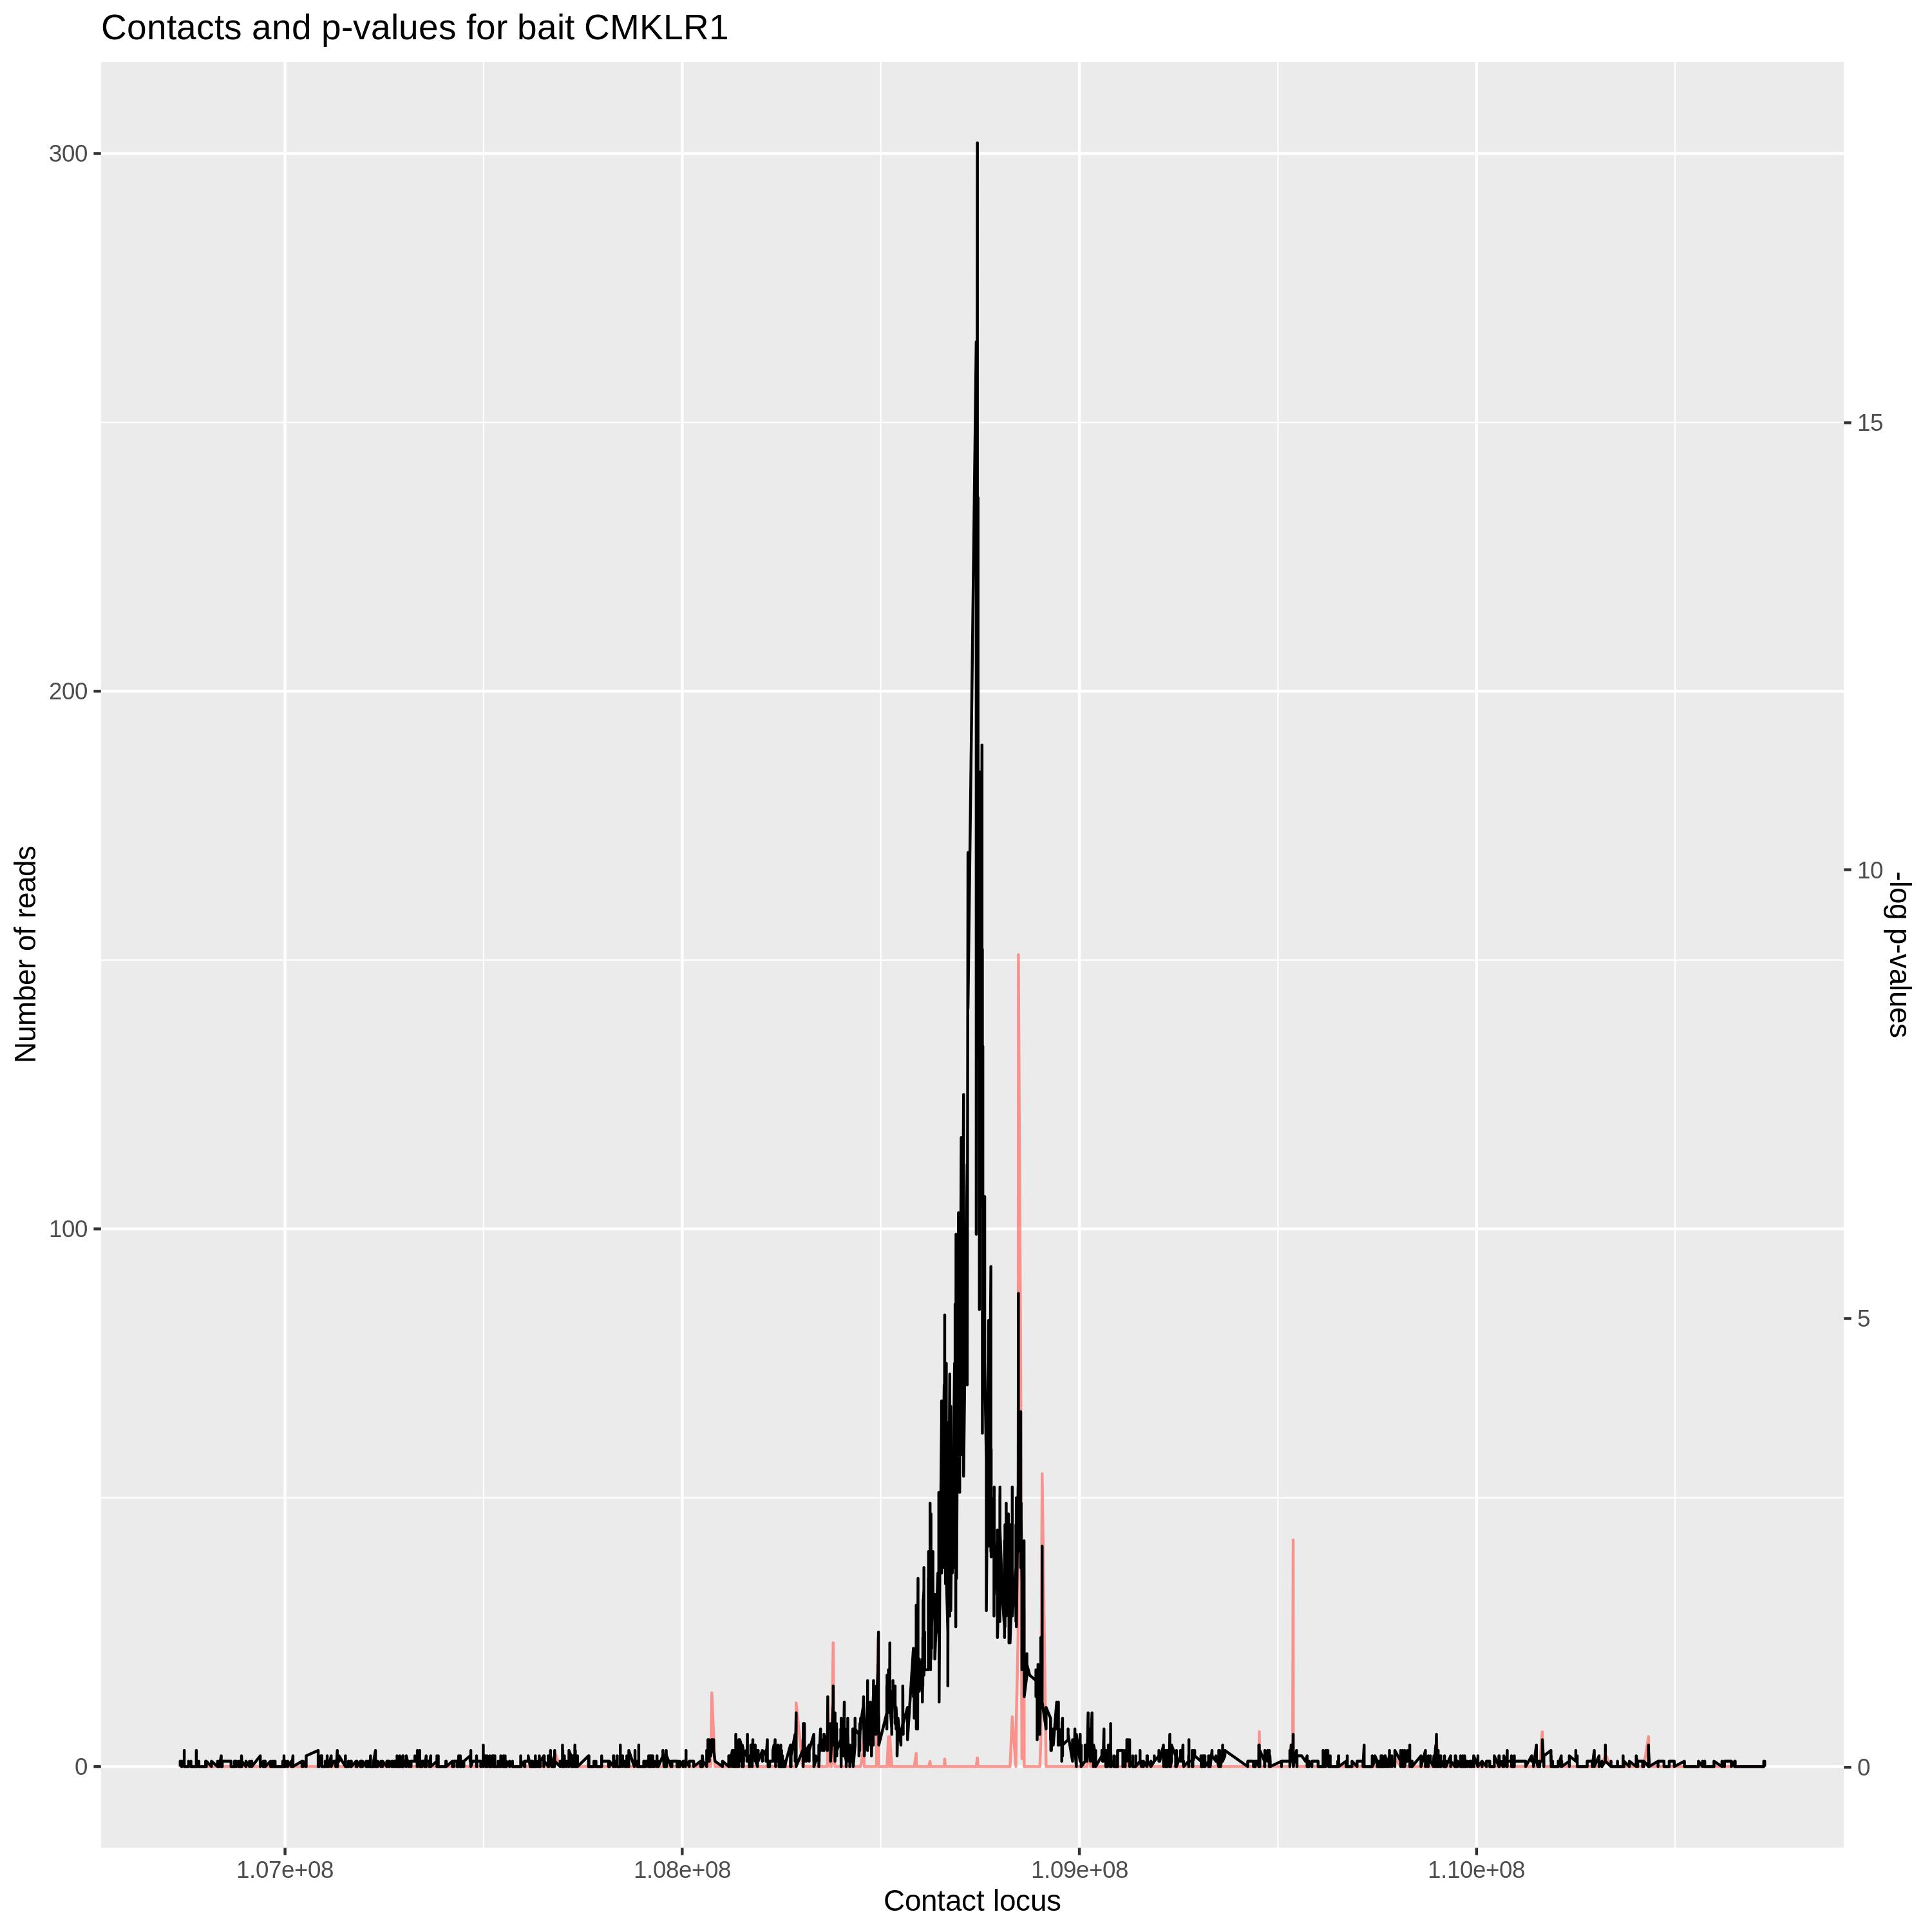 Contacts and p-values for bait CMKLR1
300
200
100
0
Number of reads
15
10
5
0
-log p-values
1.07e+08
1.08e+08
1.09e+08
1.10e+08
Contact locus